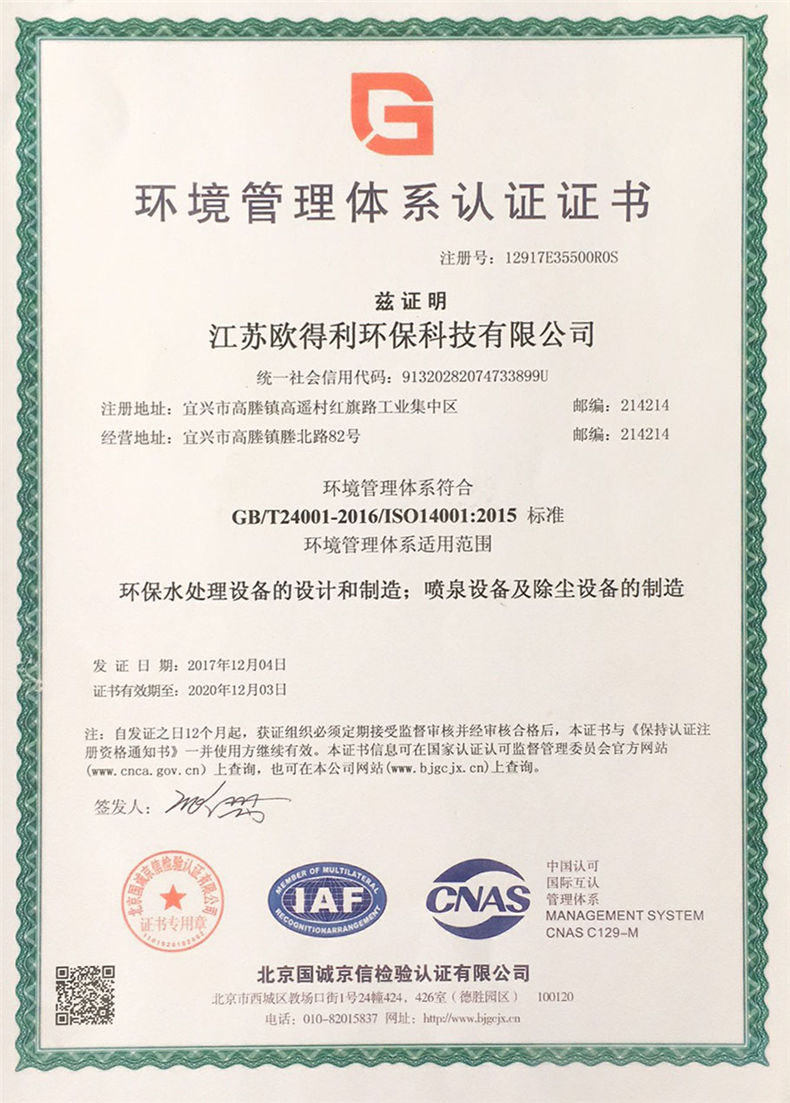 环境管理体系认证证书
注册号：12917E35500R0S
兹证明
江苏欧得利环保科技有限公司
统一社会信用代码：91320282074733899U
注册地址：宜兴市高塍镇高遥村红旗路工业集中区 邮编：214214
经营地址：宜兴市高塍镇塍北路82号 邮编：214214
环境管理体系符合
GB/T24001-2016/ISO14001:2015 标准
环境管理体系适用范围
环保水处理设备的设计和制造；喷泉设备及除尘设备的制造
发证日期：2017年12月04日
证书有效期至：2020年12月03日
注：自发证之日12个月起，获证组织必须定期接受监督审核并经审核合格后，本证书与《保持认证注
册资格通知书》一并使用方继续有效。本证书信息可在国家认证认可监督管理委员会官方网站
(www.cnca.gov.cn）上查询，也可在本公司网站(www.bjgcjx.cn)上查询。
签发人：
北京国诚京信检验认证有限公司
证书专用章
MEMBER OF MULTILATERAL
IAF
RECOGNITIONARRANGEMENT
CNAS
中国认可
国际互认
管理体系
MANAGEMENT SYSTEM
CNAS C129-M
北京国诚京信检验认证有限公司
北京市西城区教场口街1号24幢424，426室（德胜园区） 100120
电话：010-82015837 网址：http://www.bjgcjx.cn